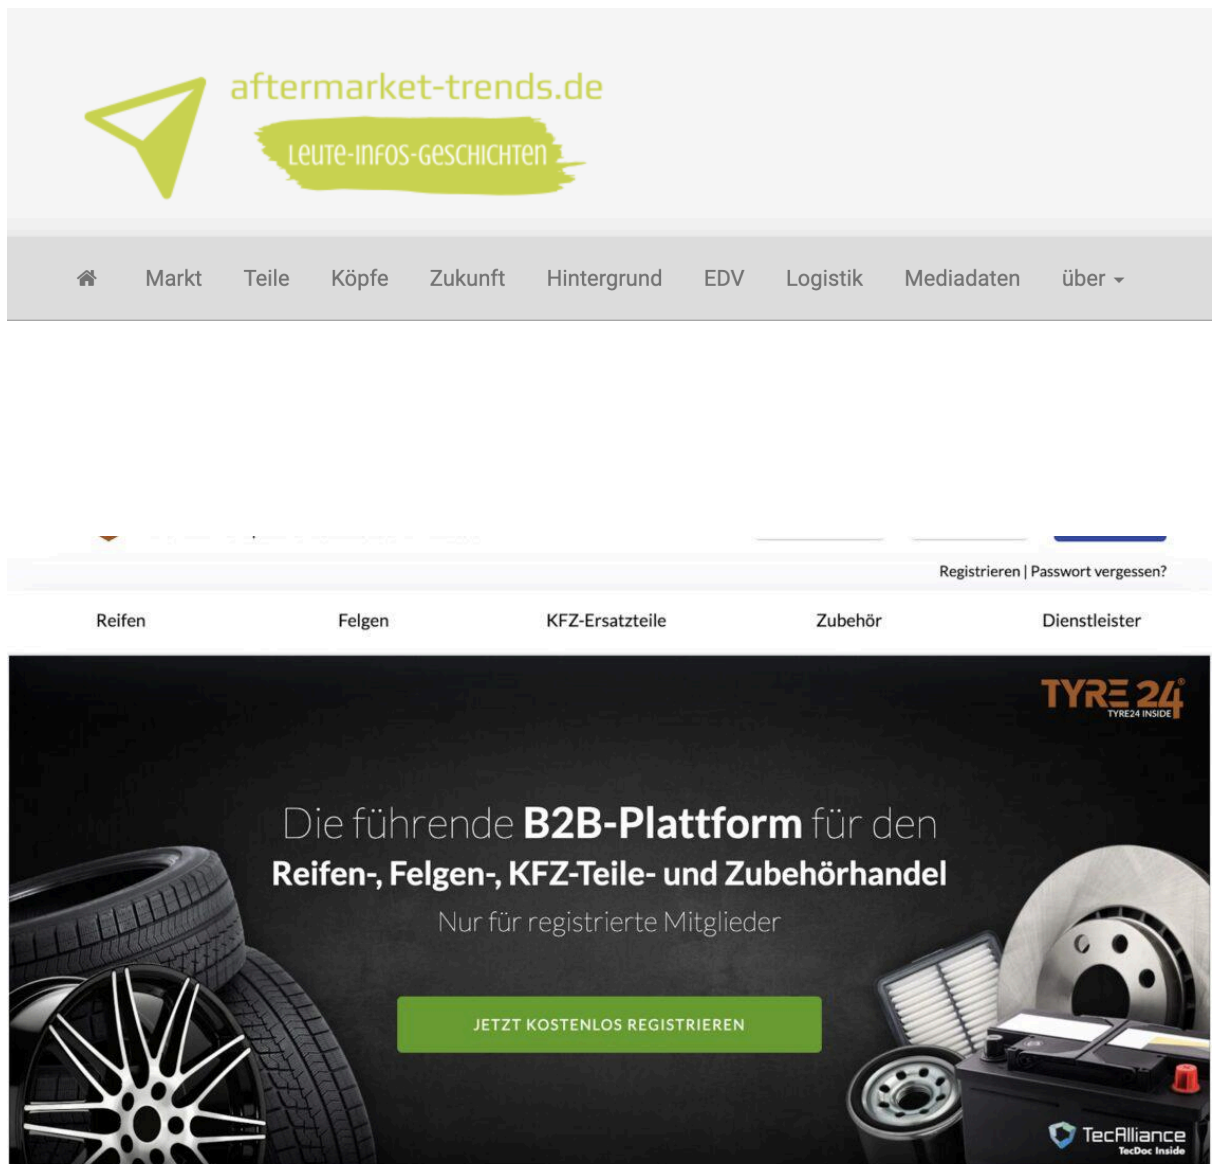 aftermarket-trends.de
Leute-Infos-Geschichten
Markt Teile Köpfe Zukunft Hintergrund EDV Logistik Mediadaten über
Registrieren | Passwort vergessen?
Reifen Felgen KFZ-Ersatzteile Zubehör Dienstleister
TYRE 24®
TYRE24 INSIDE
Die führende B2B-Plattform für den
Reifen-, Felgen-, KFZ-Teile- und Zubehörhandel
Nur für registrierte Mitglieder
JETZT KOSTENLOS REGISTRIEREN
TecAlliance
TecDoc Inside